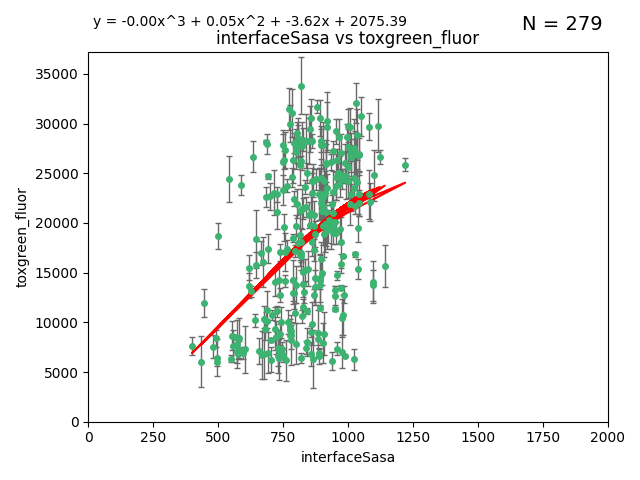 y = -0.00x^3 + 0.05x^2 + -3.62x + 2075.39
N = 279
interfaceSasa vs toxgreen_fluor
35000
30000
25000
20000
15000
10000
5000
0
toxgreen_fluor
0 250 500 750 1000 1250 1500 1750 2000
interfaceSasa